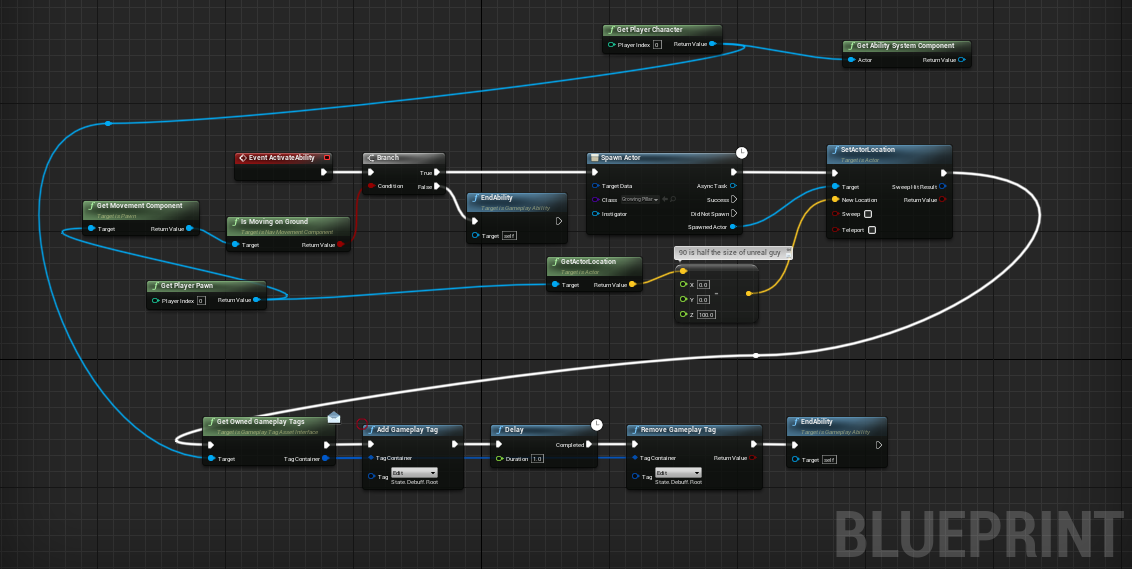 Get Player Character
Player Index 0 Return Value
Get Ability System Component
Actor Return Value
Event ActivateAbility
Branch
True
Condition False
Spawn Actor
Target Data Async Task
Class Growing Pillar Success
Instigator Did Not Spawn
Spawned Actor
SetActorLocation
Target is Actor
Target Sweep Hit Result
New Location Return Value
Sweep
Teleport
EndAbility
Target is Gameplay Ability
Target self
Get Movement Component
Target is Pawn
Target Return Value
Is Moving on Ground
Target is Nav Movement Component
Target Return Value
90 is half the size of unreal guy
GetActorLocation
Target is Actor
Target Return Value
X 0.0
Y 0.0
Z 100.0
-
Get Player Pawn
Player Index 0 Return Value
Get Owned Gameplay Tags
Target is Gameplay Tag Asset Interface
Target Tag Container
Add Gameplay Tag
Tag Container
Tag Edit
State.Debuff.Root
Delay
Completed
Duration 1.0
Remove Gameplay Tag
Tag Container Return Value
Tag Edit
State.Debuff.Root
EndAbility
Target is Gameplay Ability
Target self
BLUEPRINT